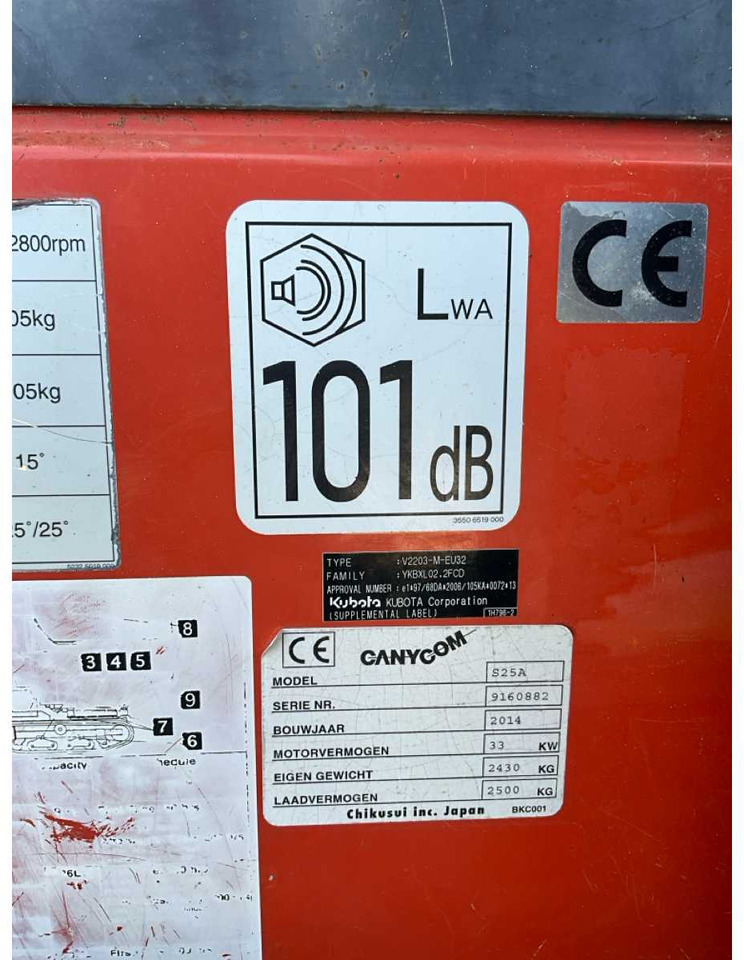 2800rpm
05kg
05kg
15°
5°/25°
LWA
101dB
3550 6519 000
CE
TYPE : V2203-M-EU32
FAMILY : YKBXL02.2FCD
APPROVAL NUMBER : e1*97/68DA*2006/105KA*0072*13
Kubota KUBOTA Corporation
(SUPPLEMENTAL LABEL) 1H796-2
CE CANYCOM
MODEL S25A
SERIE NR. 9160882
BOUWJAAR 2014
MOTORVERMOGEN 33 KW
EIGEN GEWICHT 2430 KG
LAADVERMOGEN 2500 KG
Chikusui inc. Japan BKC001
8
3 4 5
9
7
6